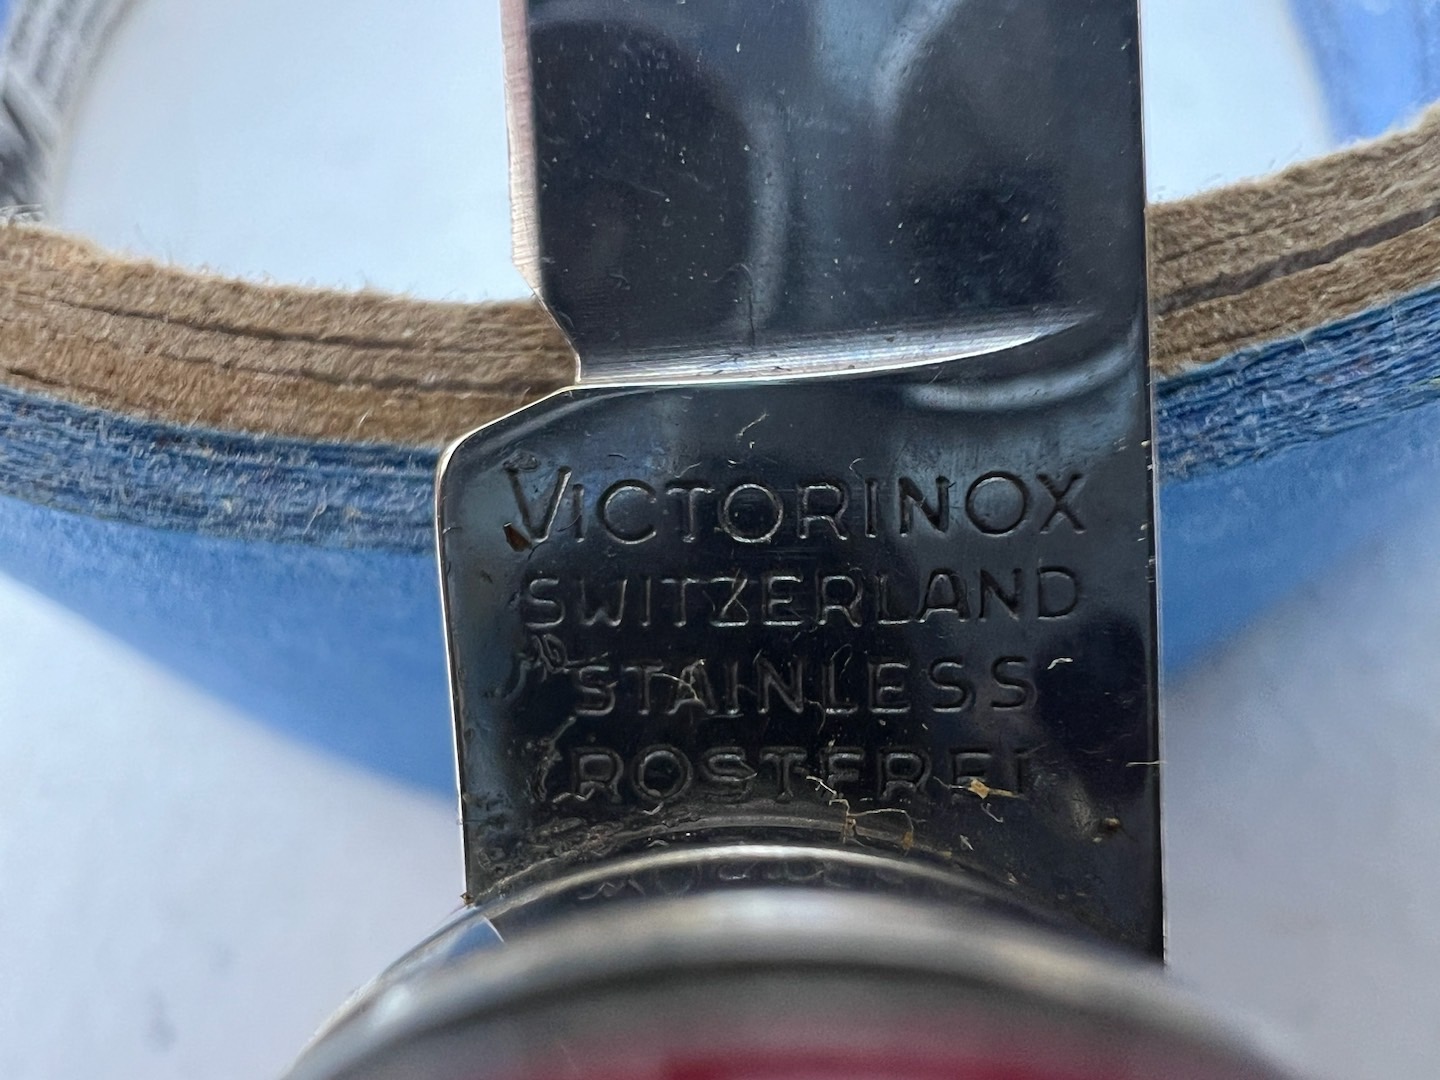 VICTORINOX
SWITZERLAND
STAINLESS
ROSTFREI